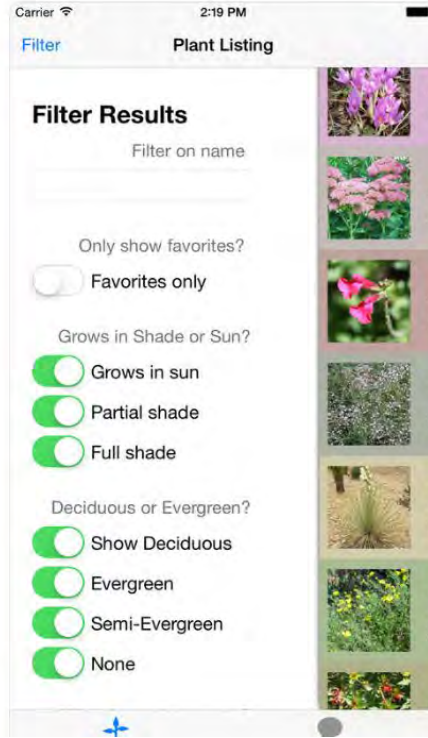 Carrier 2:19 PM
Filter Plant Listing
Filter Results
Filter on name
Only show favorites?
Favorites only
Grows in Shade or Sun?
Grows in sun
Partial shade
Full shade
Deciduous or Evergreen?
Show Deciduous
Evergreen
Semi-Evergreen
None